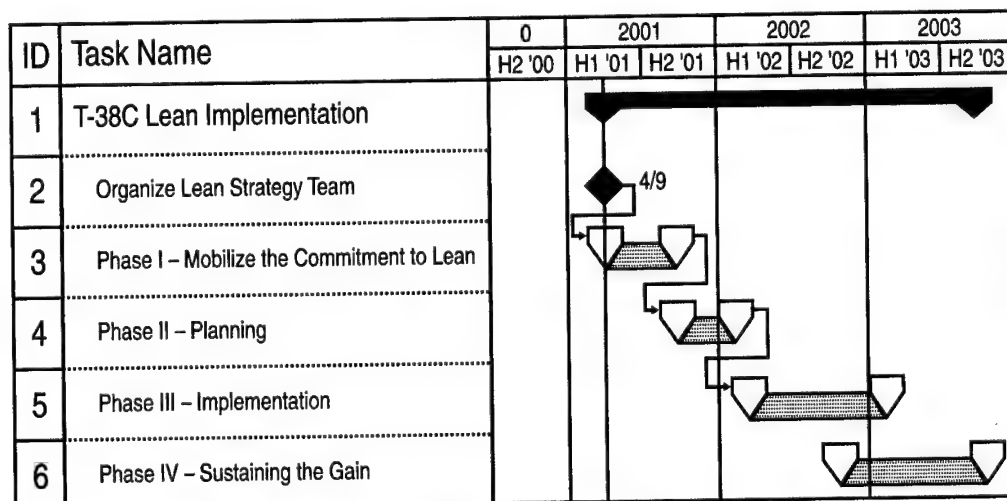 ID Task Name 0 2001 2002 2003
H2 '00 H1 '01 H2 '01 H1 '02 H2 '02 H1 '03 H2 '03
1 T-38C Lean Implementation
2 Organize Lean Strategy Team 4/9
3 Phase I – Mobilize the Commitment to Lean
4 Phase II – Planning
5 Phase III – Implementation
6 Phase IV – Sustaining the Gain